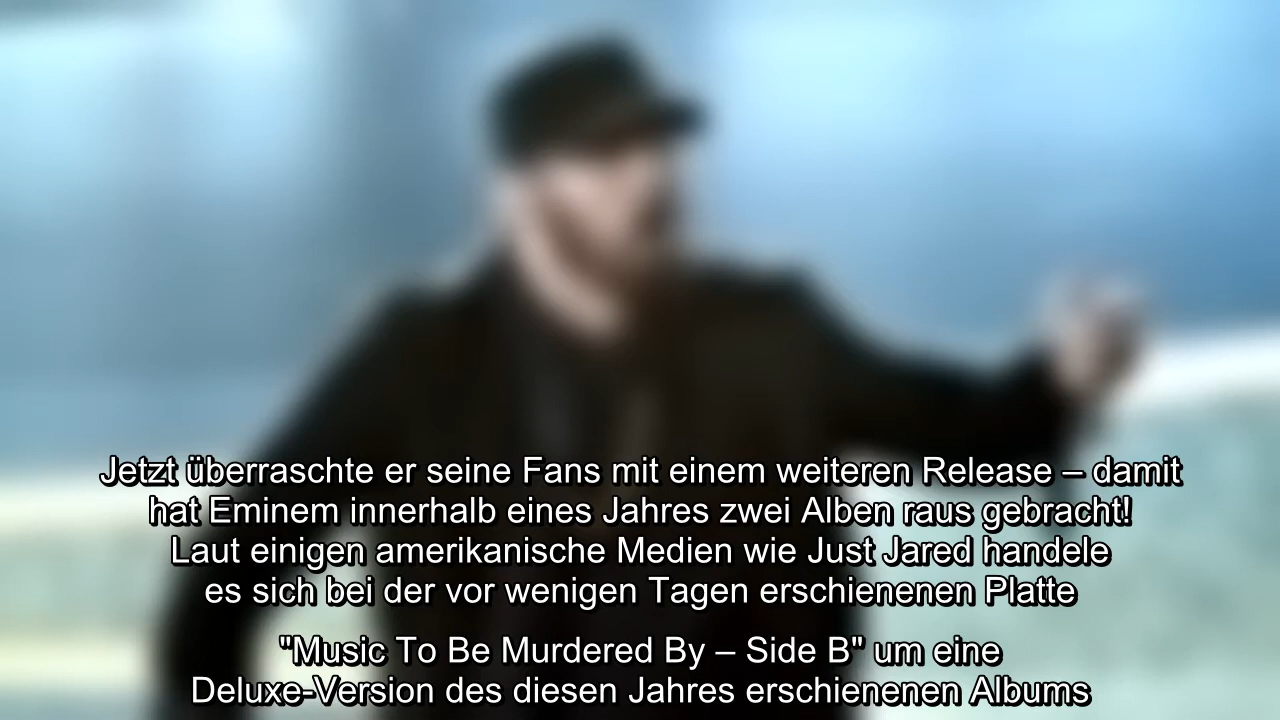 Jetzt überraschte er seine Fans mit einem weiteren Release – damit
hat Eminem innerhalb eines Jahres zwei Alben raus gebracht!
Laut einigen amerikanische Medien wie Just Jared handele
es sich bei der vor wenigen Tagen erschienenen Platte
"Music To Be Murdered By – Side B" um eine
Deluxe-Version des diesen Jahres erschienenen Albums